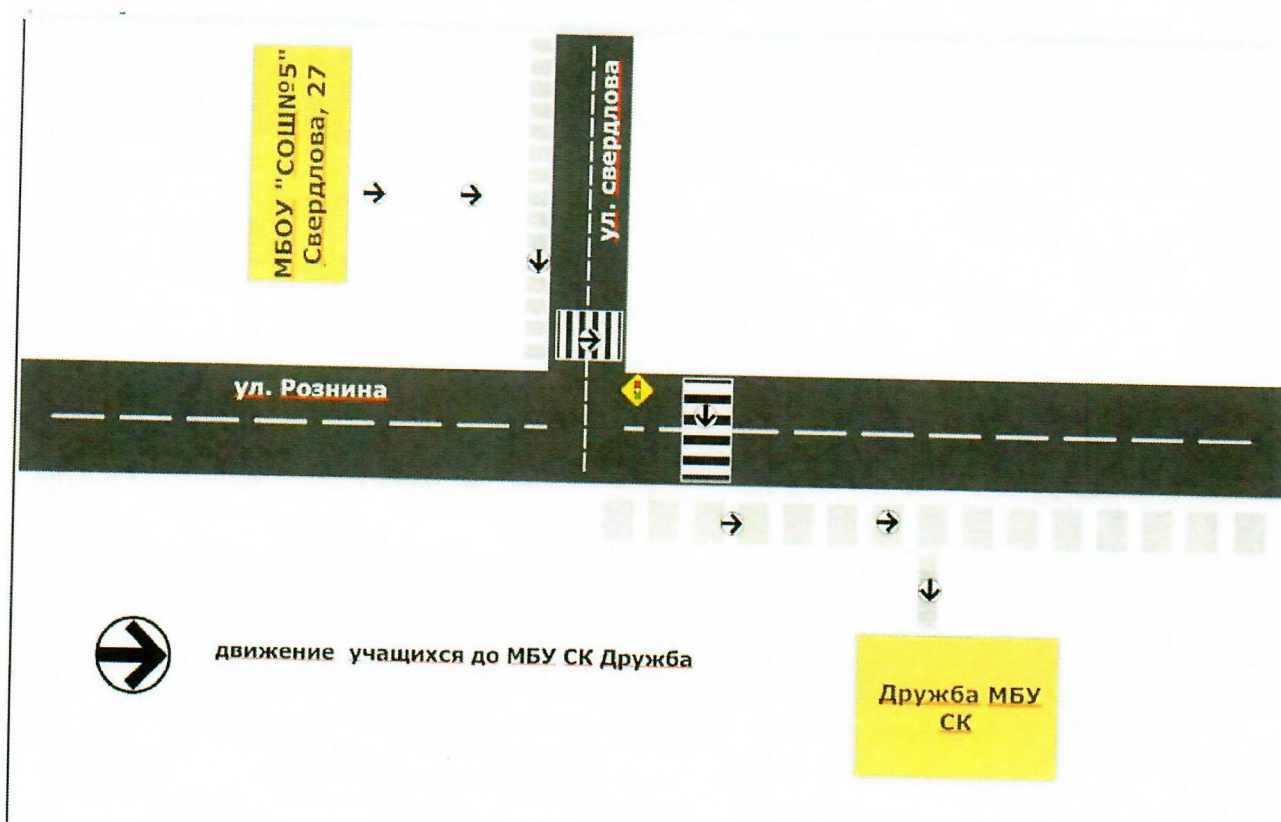 МБОУ "СОШ№5"
Свердлова, 27
ул. свердлова
ул. Рознина
движение учащихся до МБУ СК Дружба
Дружба МБУ
СК